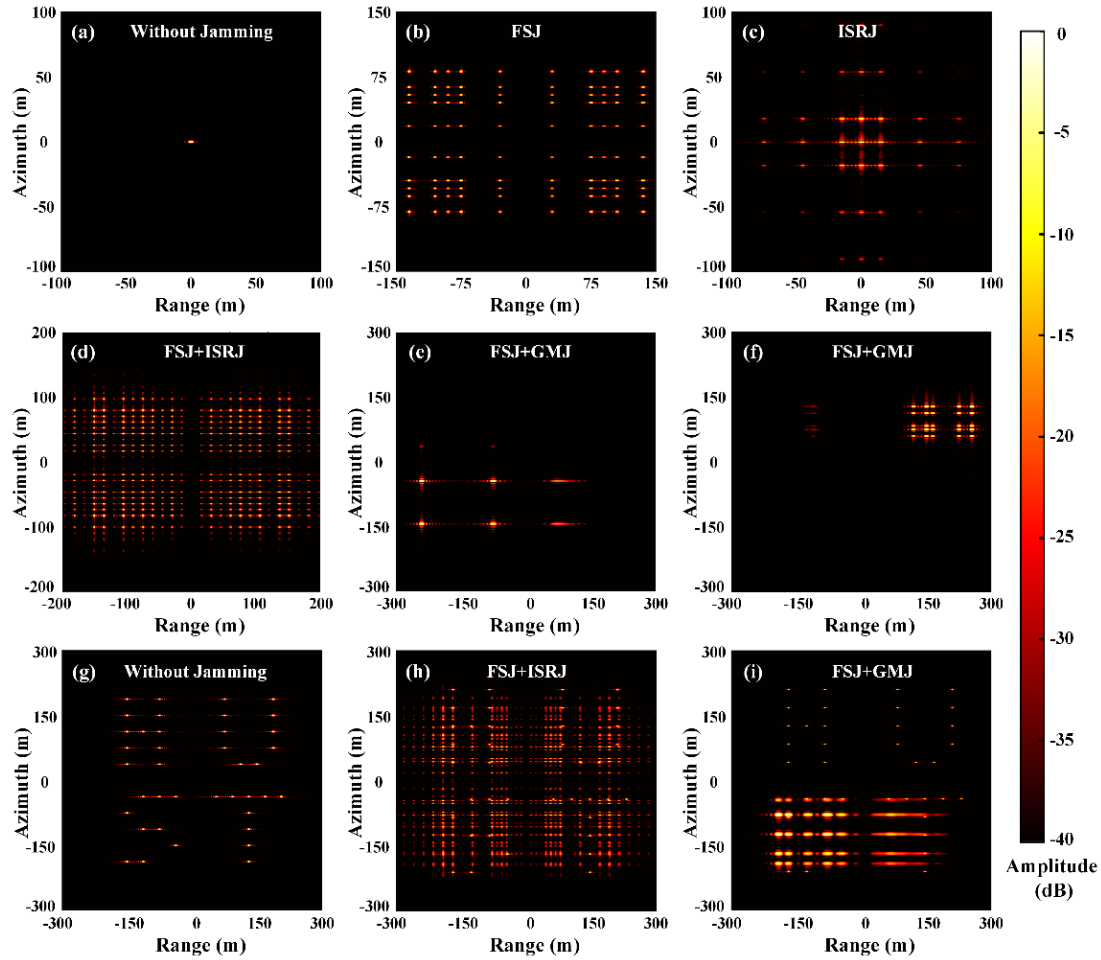 (a) Without Jamming
100
50
0
-50
-100
Azimuth (m)
-100 -50 0 50 100
Range (m)
(b) FSJ
150
75
0
-75
-150
Azimuth (m)
-150 -75 0 75 150
Range (m)
(c) ISRJ
100
50
0
-50
-100
Azimuth (m)
-100 -50 0 50 100
Range (m)
(d) FSJ+ISRJ
200
100
0
-100
-200
Azimuth (m)
-200 -100 0 100 200
Range (m)
(e) FSJ+GMJ
300
150
0
-150
-300
Azimuth (m)
-300 -150 0 150 300
Range (m)
(f) FSJ+GMJ
300
150
0
-150
-300
Azimuth (m)
-300 -150 0 150 300
Range (m)
(g) Without Jamming
300
150
0
-150
-300
Azimuth (m)
-300 -150 0 150 300
Range (m)
(h) FSJ+ISRJ
300
150
0
-150
-300
Azimuth (m)
-300 -150 0 150 300
Range (m)
(i) FSJ+GMJ
300
150
0
-150
-300
Azimuth (m)
-300 -150 0 150 300
Range (m)
0
-5
-10
-15
-20
-25
-30
-35
-40
Amplitude
(dB)